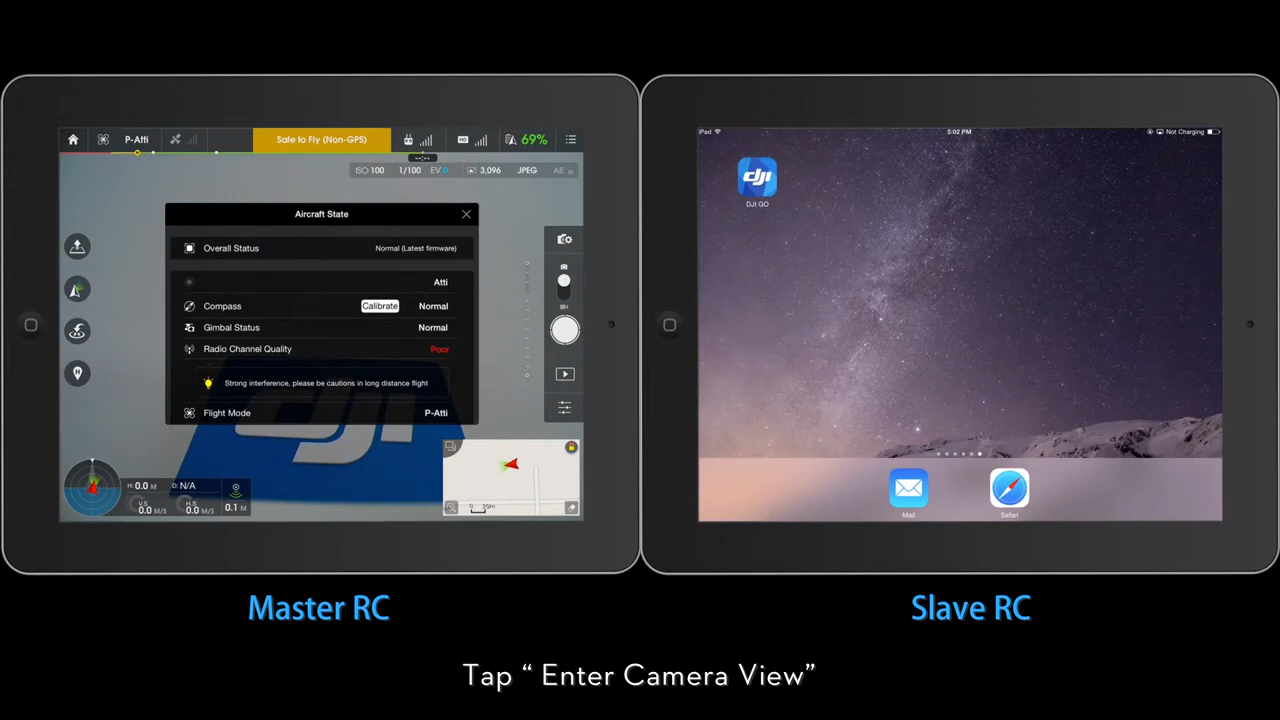 P-Atti
Safe to Fly (Non-GPS)
69%
--:--
ISO 100
1/100
EV 0
3,096
JPEG
AE
Aircraft State
Overall Status
Normal (Latest firmware)
Atti
Compass
Calibrate
Normal
Gimbal Status
Normal
Radio Channel Quality
Poor
Strong interference, please be cautions in long distance flight
Flight Mode
P-Atti
dji
H: 0.0 M
D: N/A
V.S
0.0 M/S
H.S
0.0 M/S
0.1 M
H
HD
iPad
5:02 PM
Not Charging
dji
DJI GO
Mail
Safari
Master RC
Slave RC
Tap “ Enter Camera View”